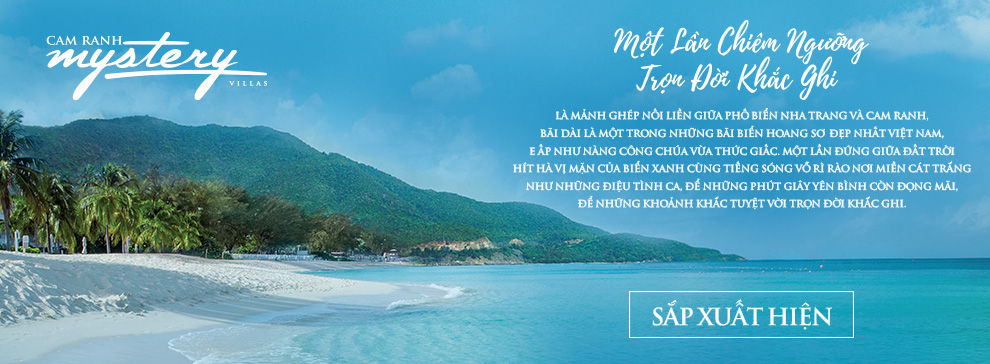 CAM RANH
mystery
VILLAS
Một Lần Chiêm Ngưỡng
Trọn Đời Khắc Ghi
LÀ MẢNH GHÉP NỐI LIỀN GIỮA PHỐ BIỂN NHA TRANG VÀ CAM RANH,
BÃI DÀI LÀ MỘT TRONG NHỮNG BÃI BIỂN HOANG SƠ ĐẸP NHẤT VIỆT NAM,
E ẤP NHƯ NÀNG CÔNG CHÚA VỪA THỨC GIẤC. MỘT LẦN ĐỨNG GIỮA ĐẤT TRỜI
HÍT HÀ VỊ MẶN CỦA BIỂN XANH CÙNG TIẾNG SÓNG VỖ RÌ RÀO NƠI MIỀN CÁT TRẮNG
NHƯ NHỮNG ĐIỆU TÌNH CA, ĐỂ NHỮNG PHÚT GIÂY YÊN BÌNH CÒN ĐỌNG MÃI,
ĐỂ NHỮNG KHOẢNH KHẮC TUYỆT VỜI TRỌN ĐỜI KHẮC GHI.
SẮP XUẤT HIỆN